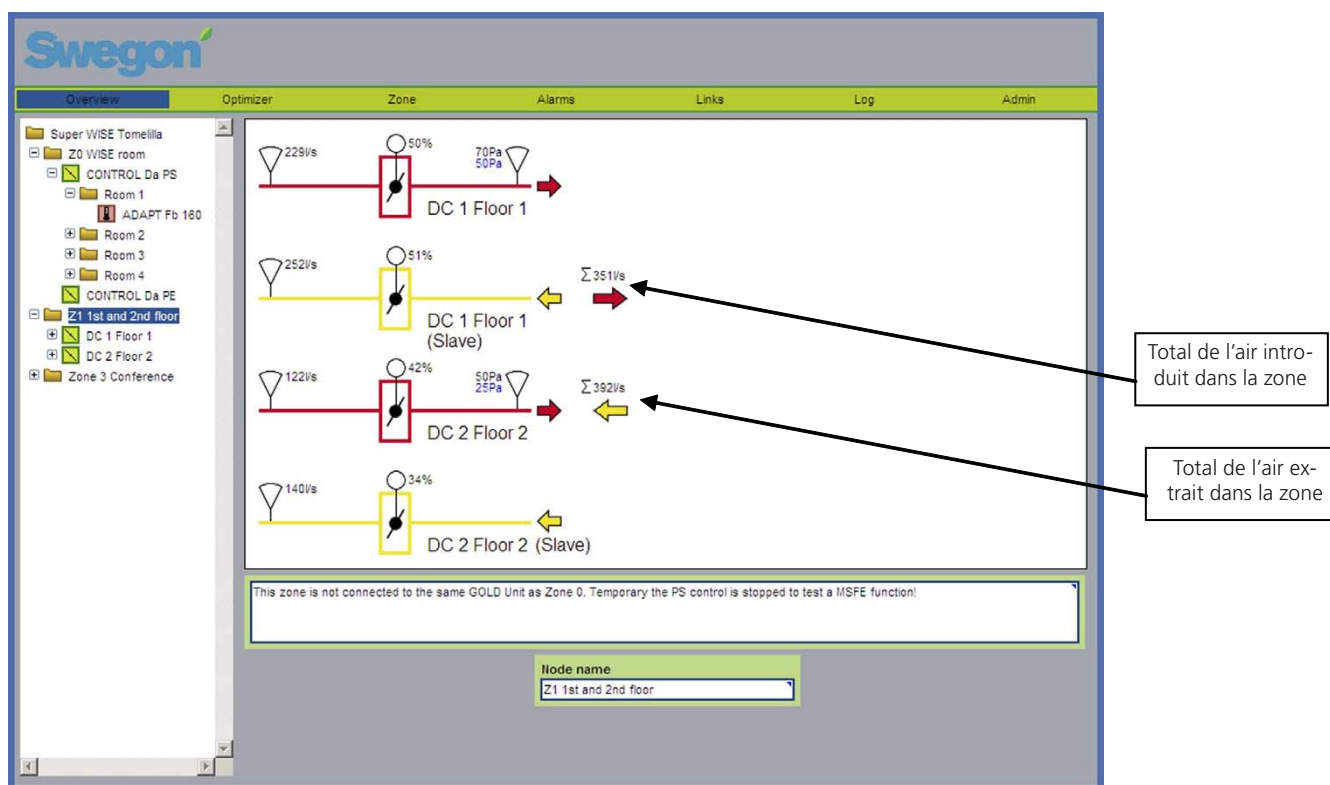 Swegon
Overview Optimizer Zone Alarms Links Log Admin
Super WISE Tomelilla
Z0 WISE room
CONTROL Da PS
Room 1
ADAPT Fb 160
Room 2
Room 3
Room 4
CONTROL Da PE
Z1 1st and 2nd floor
DC 1 Floor 1
DC 2 Floor 2
Zone 3 Conference
229l/s 50% 70Pa
50Pa
DC 1 Floor 1
252l/s 51% Σ351l/s
DC 1 Floor 1
(Slave)
122l/s 42% 50Pa Σ392l/s
25Pa
DC 2 Floor 2
140l/s 34%
DC 2 Floor 2 (Slave)
This zone is not connected to the same GOLD Unit as Zone 0. Temporary the PS control is stopped to test a MSFE function!
Node name
Z1 1st and 2nd floor
Total de l’air intro-
duit dans la zone
Total de l’air ex-
trait dans la zone